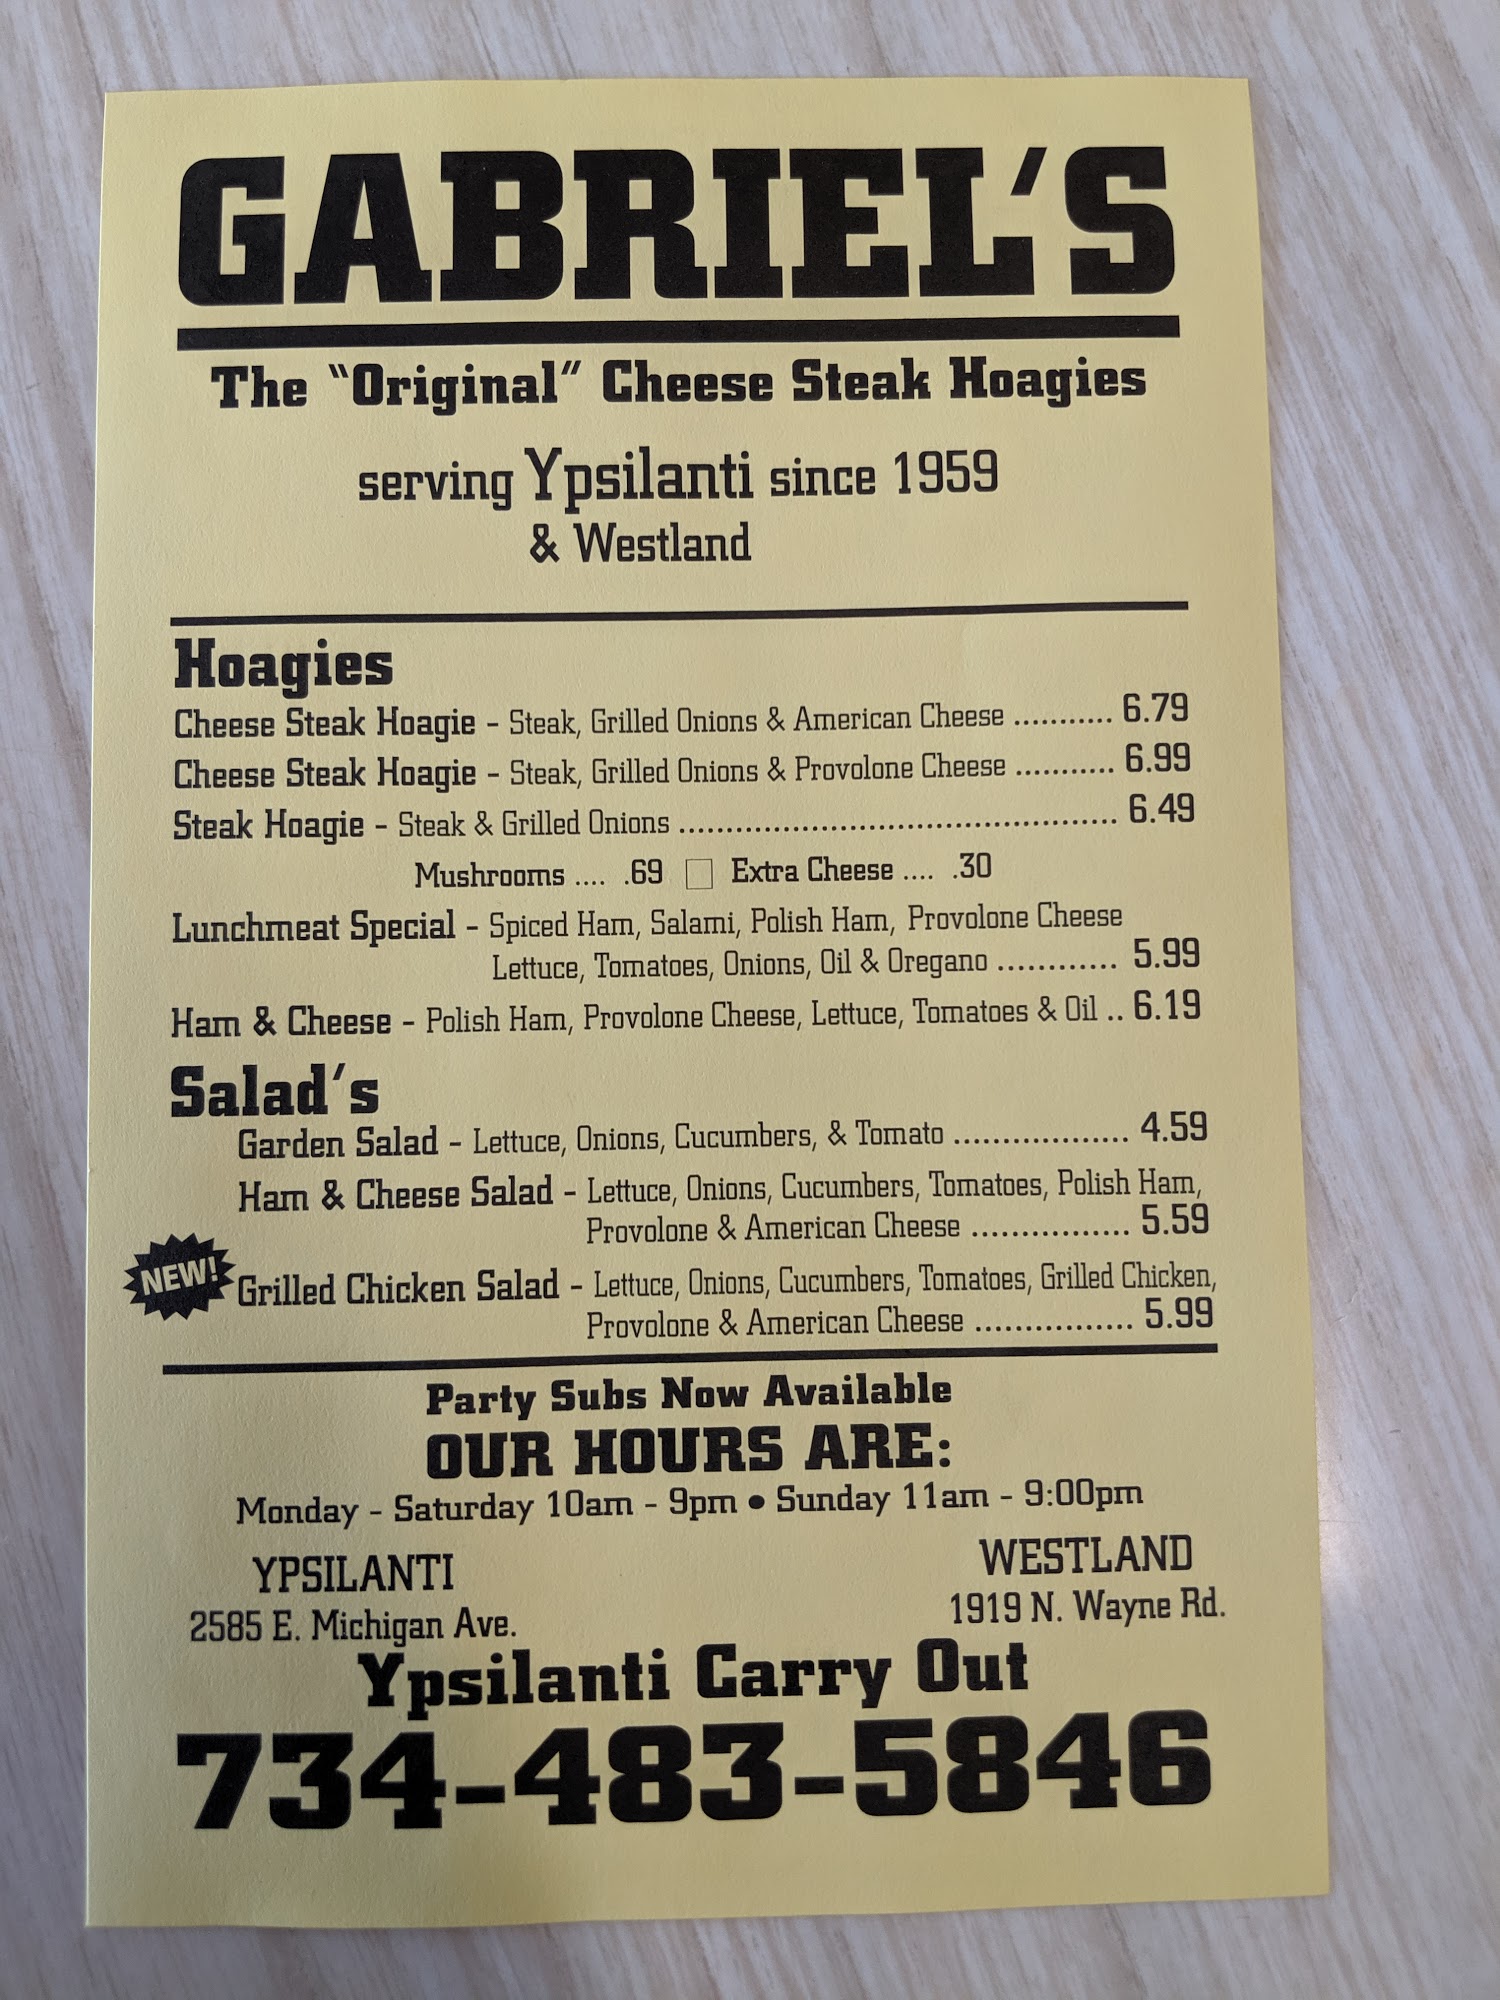 GABRIEL'S
The "Original" Cheese Steak Hoagies
serving Ypsilanti since 1959
& Westland
Hoagies
Cheese Steak Hoagie - Steak, Grilled Onions & American Cheese ........... 6.79
Cheese Steak Hoagie - Steak, Grilled Onions & Provolone Cheese ........... 6.99
Steak Hoagie - Steak & Grilled Onions ................................................ 6.49
Mushrooms .... .69 □ Extra Cheese .... .30
Lunchmeat Special - Spiced Ham, Salami, Polish Ham, Provolone Cheese
Lettuce, Tomatoes, Onions, Oil & Oregano ............ 5.99
Ham & Cheese - Polish Ham, Provolone Cheese, Lettuce, Tomatoes & Oil .. 6.19
Salad's
Garden Salad - Lettuce, Onions, Cucumbers, & Tomato .................. 4.59
Ham & Cheese Salad - Lettuce, Onions, Cucumbers, Tomatoes, Polish Ham,
Provolone & American Cheese ................ 5.59
NEW! Grilled Chicken Salad - Lettuce, Onions, Cucumbers, Tomatoes, Grilled Chicken,
Provolone & American Cheese ................ 5.99
Party Subs Now Available
OUR HOURS ARE:
Monday - Saturday 10am - 9pm • Sunday 11am - 9:00pm
YPSILANTI
2585 E. Michigan Ave.
WESTLAND
1919 N. Wayne Rd.
Ypsilanti Carry Out
734-483-5846